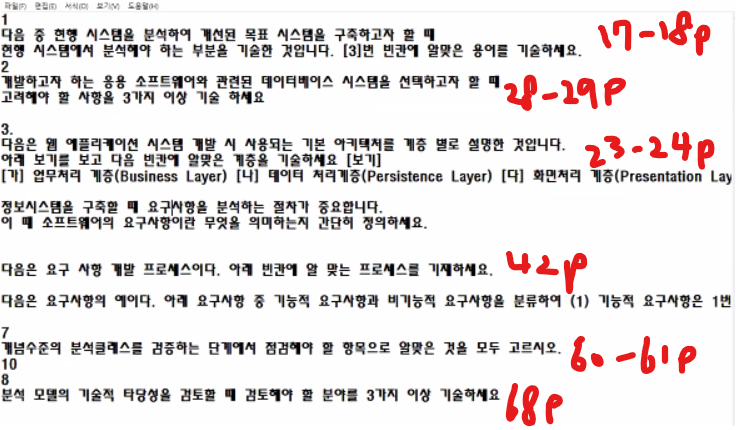 파일(F) 편집(E) 서식(O) 보기(V) 도움말(H)
1
다음 중 현행 시스템을 분석하여 개선된 목표 시스템을 구축하고자 할 때
현행 시스템에서 분석해야 하는 부분을 기술한 것입니다. [3]번 빈칸에 알맞은 용어를 기술하세요.
17-18p
2
개발하고자 하는 응용 소프트웨어와 관련된 데이터베이스 시스템을 선택하고자 할 때
고려해야 할 사항을 3가지 이상 기술 하세요
28-29p
3.
다음은 웹 애플리케이션 시스템 개발 시 사용되는 기본 아키텍처를 계층 별로 설명한 것입니다.
아래 보기를 보고 다음 빈칸에 알맞은 계층을 기술하세요 [보기]
23-24p
[가] 업무처리 계층(Business Layer) [나] 데이터 처리계층(Persistence Layer) [다] 화면처리 계층(Presentation Lay
정보시스템을 구축할 때 요구사항을 분석하는 절차가 중요합니다.
이 때 소프트웨어의 요구사항이란 무엇을 의미하는지 간단히 정의하세요.
다음은 요구 사항 개발 프로세스이다. 아래 빈칸에 알 맞는 프로세스를 기재하세요.
42p
다음은 요구사항의 예이다. 아래 요구사항 중 기능적 요구사항과 비기능적 요구사항을 분류하여 (1) 기능적 요구사항은 1번
7
개념수준의 분석클래스를 검증하는 단계에서 점검해야 할 항목으로 알맞은 것을 모두 고르시오.
60-61p
10
8
분석 모델의 기술적 타당성을 검토할 때 검토해야 할 분야를 3가지 이상 기술하세요
68p